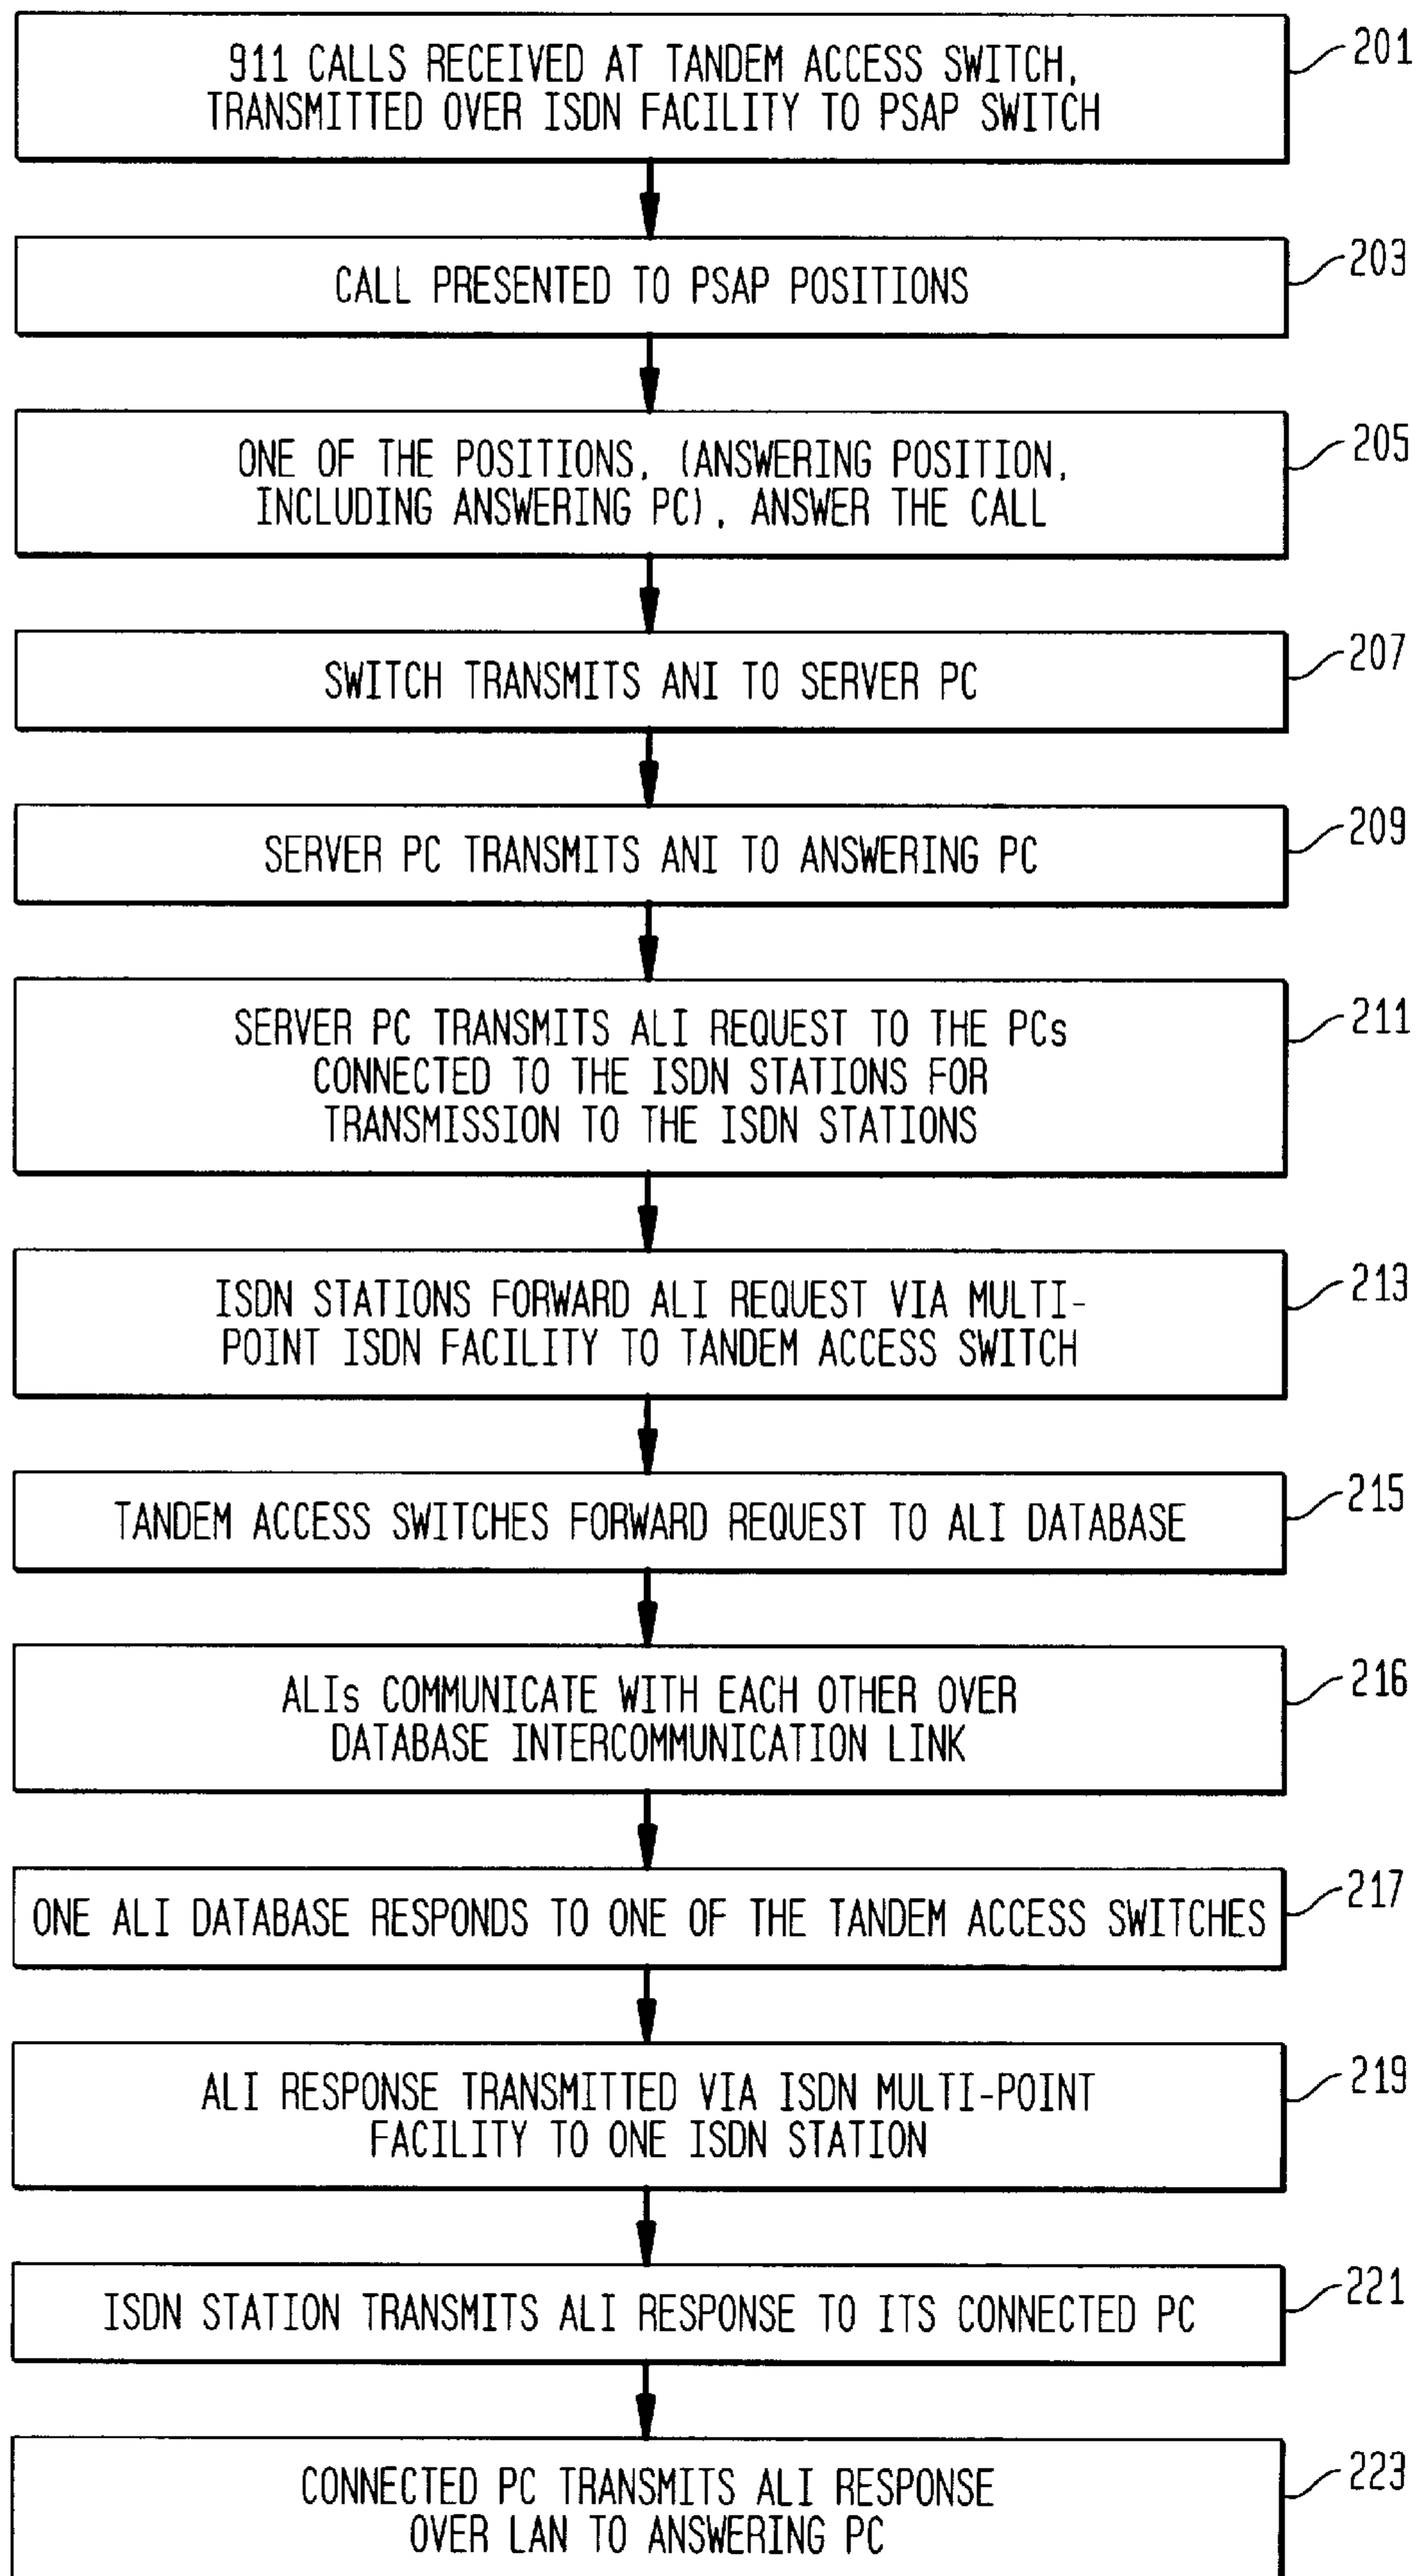 911 CALLS RECEIVED AT TANDEM ACCESS SWITCH,
TRANSMITTED OVER ISDN FACILITY TO PSAP SWITCH
201
CALL PRESENTED TO PSAP POSITIONS
203
ONE OF THE POSITIONS, (ANSWERING POSITION,
INCLUDING ANSWERING PC), ANSWER THE CALL
205
SWITCH TRANSMITS ANI TO SERVER PC
207
SERVER PC TRANSMITS ANI TO ANSWERING PC
209
SERVER PC TRANSMITS ALI REQUEST TO THE PCs
CONNECTED TO THE ISDN STATIONS FOR
TRANSMISSION TO THE ISDN STATIONS
211
ISDN STATIONS FORWARD ALI REQUEST VIA MULTI-
POINT ISDN FACILITY TO TANDEM ACCESS SWITCH
213
TANDEM ACCESS SWITCHES FORWARD REQUEST TO ALI DATABASE
215
ALIs COMMUNICATE WITH EACH OTHER OVER
DATABASE INTERCOMMUNICATION LINK
216
ONE ALI DATABASE RESPONDS TO ONE OF THE TANDEM ACCESS SWITCHES
217
ALI RESPONSE TRANSMITTED VIA ISDN MULTI-POINT
FACILITY TO ONE ISDN STATION
219
ISDN STATION TRANSMITS ALI RESPONSE TO ITS CONNECTED PC
221
CONNECTED PC TRANSMITS ALI RESPONSE
OVER LAN TO ANSWERING PC
223